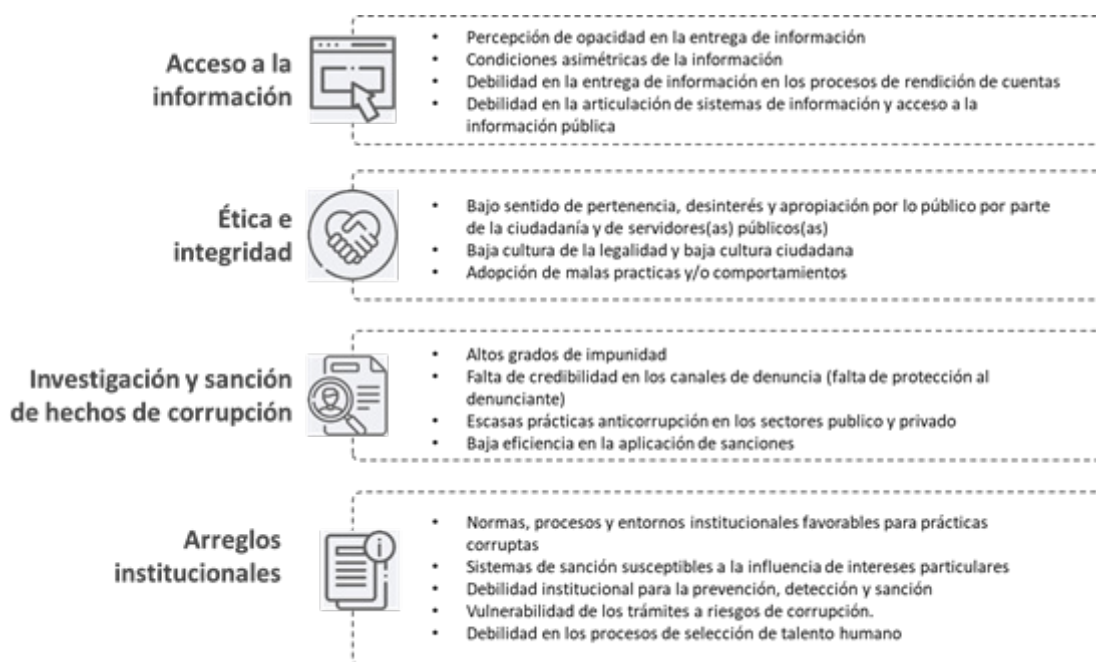 Acceso a la
información
• Percepción de opacidad en la entrega de información
• Condiciones asimétricas de la información
• Debilidad en la entrega de información en los procesos de rendición de cuentas
• Debilidad en la articulación de sistemas de información y acceso a la
información pública
Ética e
integridad
• Bajo sentido de pertenencia, desinterés y apropiación por lo público por parte
de la ciudadanía y de servidores(as) públicos(as)
• Baja cultura de la legalidad y baja cultura ciudadana
• Adopción de malas practicas y/o comportamientos
Investigación y sanción
de hechos de corrupción
• Altos grados de impunidad
• Falta de credibilidad en los canales de denuncia (falta de protección al
denunciante)
• Escasas prácticas anticorrupción en los sectores publico y privado
• Baja eficiencia en la aplicación de sanciones
Arreglos
institucionales
• Normas, procesos y entornos institucionales favorables para prácticas
corruptas
• Sistemas de sanción susceptibles a la influencia de intereses particulares
• Debilidad institucional para la prevención, detección y sanción
• Vulnerabilidad de los trámites a riesgos de corrupción.
• Debilidad en los procesos de selección de talento humano